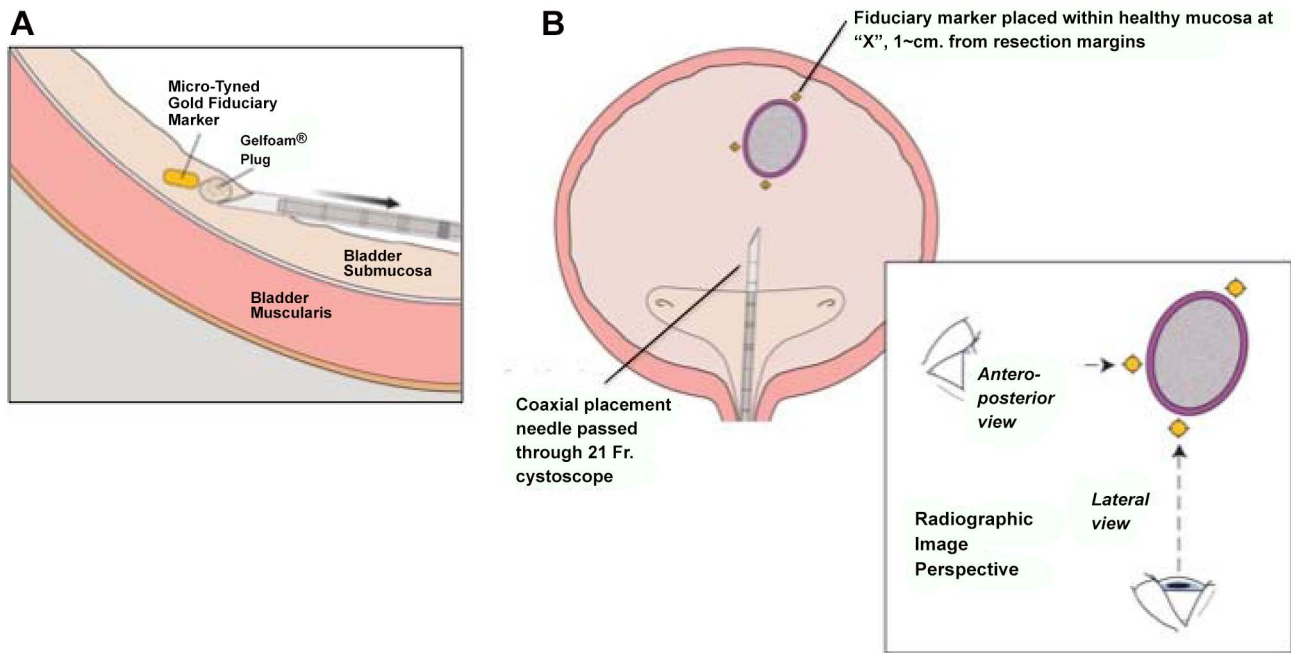 A
Micro-Tyned
Gold Fiduciary
Marker
Gelfoam®
Plug
Bladder
Submucosa
Bladder
Muscularis
B
Fiduciary marker placed within healthy mucosa at
“X”, 1~cm. from resection margins
Coaxial placement
needle passed
through 21 Fr.
cystoscope
Antero-
posterior
view
Lateral
view
Radiographic
Image
Perspective